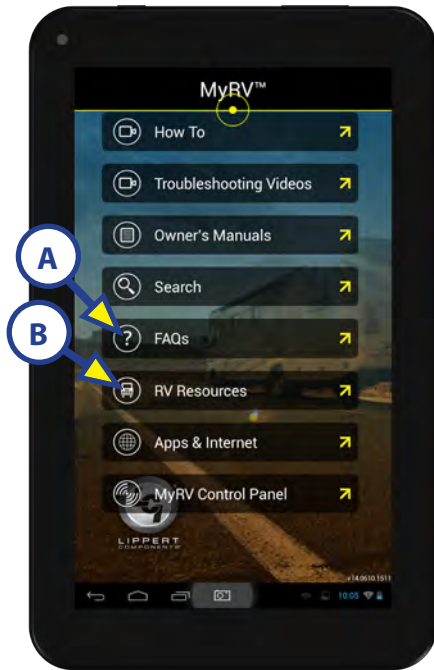 MyRV™
How To
Troubleshooting Videos
Owner's Manuals
A
Search
FAQs
B
RV Resources
Apps & Internet
MyRV Control Panel
LIPPERT
COMPONENTS®
v14.0610.1511
10:05